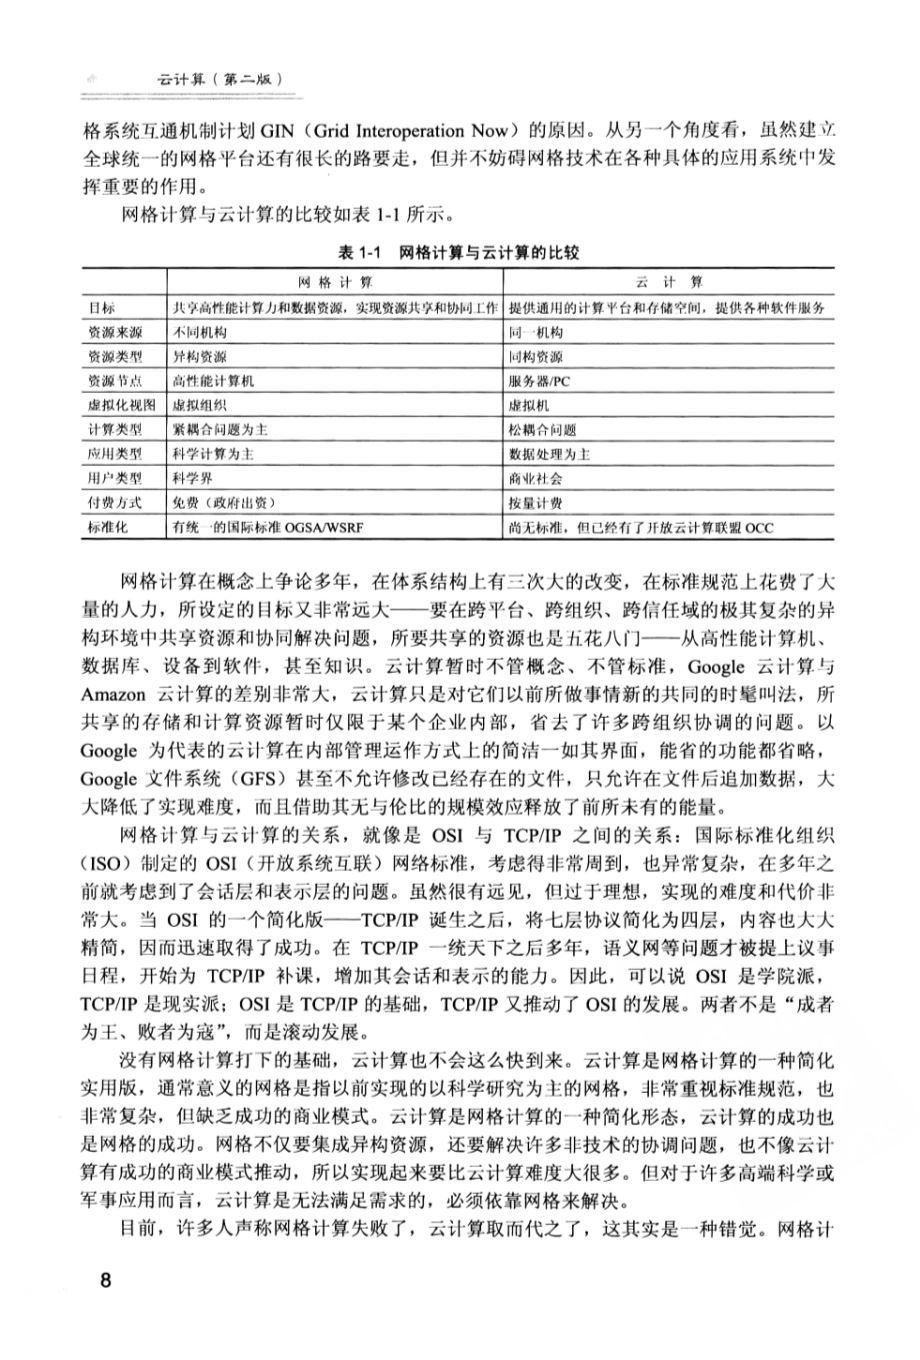 云计算（第二版）
格系统互通机制计划 GIN（Grid Interoperation Now）的原因。从另一个角度看，虽然建立
全球统一的网格平台还有很长的路要走，但并不妨碍网格技术在各种具体的应用系统中发
挥重要的作用。
网格计算与云计算的比较如表 1-1 所示。
表 1-1 网格计算与云计算的比较
网 格 计 算 云 计 算
目标 共享高性能计算力和数据资源，实现资源共享和协同工作 提供通用的计算平台和存储空间，提供各种软件服务
资源来源 不同机构 同一机构
资源类型 异构资源 同构资源
资源节点 高性能计算机 服务器/PC
虚拟化视图 虚拟组织 虚拟机
计算类型 紧耦合问题为主 松耦合问题
应用类型 科学计算为主 数据处理为主
用户类型 科学界 商业社会
付费方式 免费（政府出资） 按量计费
标准化 有统一的国际标准 OGSA/WSRF 尚无标准，但已经有了开放云计算联盟 OCC
网格计算在概念上争论多年，在体系结构上有三次大的改变，在标准规范上花费了大
量的人力，所设定的目标又非常远大——要在跨平台、跨组织、跨信任域的极其复杂的异
构环境中共享资源和协同解决问题，所要共享的资源也是五花八门——从高性能计算机、
数据库、设备到软件，甚至知识。云计算暂时不管概念、不管标准，Google 云计算与
Amazon 云计算的差别非常大，云计算只是对它们以前所做事情新的共同的时髦叫法，所
共享的存储和计算资源暂时仅限于某个企业内部，省去了许多跨组织协调的问题。以
Google 为代表的云计算在内部管理运作方式上的简洁一如其界面，能省的功能都省略，
Google 文件系统（GFS）甚至不允许修改已经存在的文件，只允许在文件后追加数据，大
大降低了实现难度，而且借助其无与伦比的规模效应释放了前所未有的能量。
网格计算与云计算的关系，就像是 OSI 与 TCP/IP 之间的关系：国际标准化组织
（ISO）制定的 OSI（开放系统互联）网络标准，考虑得非常周到，也异常复杂，在多年之
前就考虑到了会话层和表示层的问题。虽然很有远见，但过于理想，实现的难度和代价非
常大。当 OSI 的一个简化版——TCP/IP 诞生之后，将七层协议简化为四层，内容也大大
精简，因而迅速取得了成功。在 TCP/IP 一统天下之后多年，语义网等问题才被提上议事
日程，开始为 TCP/IP 补课，增加其会话和表示的能力。因此，可以说 OSI 是学院派，
TCP/IP 是现实派；OSI 是 TCP/IP 的基础，TCP/IP 又推动了 OSI 的发展。两者不是“成者
为王、败者为寇”，而是滚动发展。
没有网格计算打下的基础，云计算也不会这么快到来。云计算是网格计算的一种简化
实用版，通常意义的网格是指以前实现的以科学研究为主的网格，非常重视标准规范，也
非常复杂，但缺乏成功的商业模式。云计算是网格计算的一种简化形态，云计算的成功也
是网格的成功。网格不仅要集成异构资源，还要解决许多非技术的协调问题，也不像云计
算有成功的商业模式推动，所以实现起来要比云计算难度大很多。但对于许多高端科学或
军事应用而言，云计算是无法满足需求的，必须依靠网格来解决。
目前，许多人声称网格计算失败了，云计算取而代之了，这其实是一种错觉。网格计
8